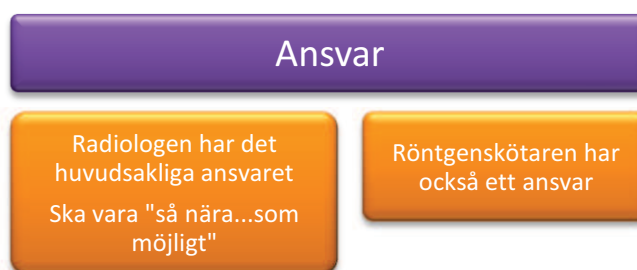 Ansvar
Radiologen har det
huvudsakliga ansvaret
Ska vara "så nära...som
möjligt"
Röntgenskötaren har
också ett ansvar